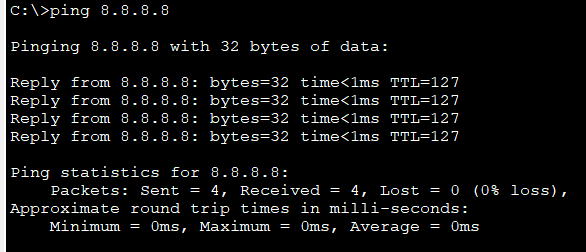 C:\>ping 8.8.8.8
Pinging 8.8.8.8 with 32 bytes of data:
Reply from 8.8.8.8: bytes=32 time<1ms TTL=127
Reply from 8.8.8.8: bytes=32 time<1ms TTL=127
Reply from 8.8.8.8: bytes=32 time<1ms TTL=127
Reply from 8.8.8.8: bytes=32 time<1ms TTL=127
Ping statistics for 8.8.8.8:
    Packets: Sent = 4, Received = 4, Lost = 0 (0% loss),
Approximate round trip times in milli-seconds:
    Minimum = 0ms, Maximum = 0ms, Average = 0ms